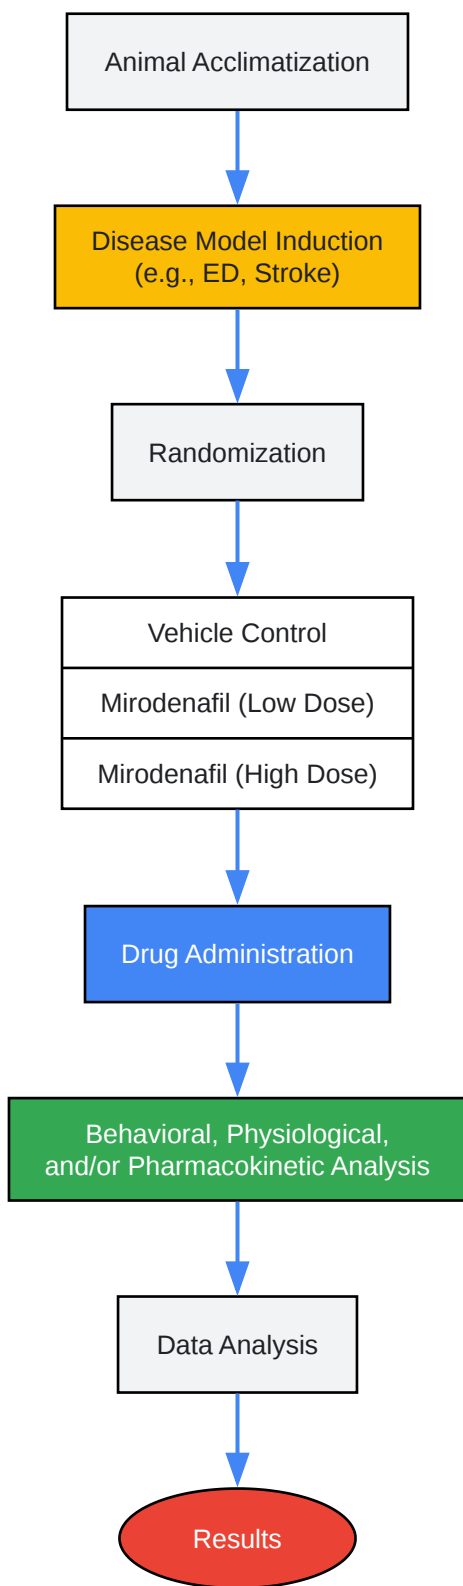 Animal Acclimatization
Disease Model Induction
(e.g., ED, Stroke)
Randomization
Vehicle Control
Mirodenafil (Low Dose)
Mirodenafil (High Dose)
Drug Administration
Behavioral, Physiological,
and/or Pharmacokinetic Analysis
Data Analysis
Results